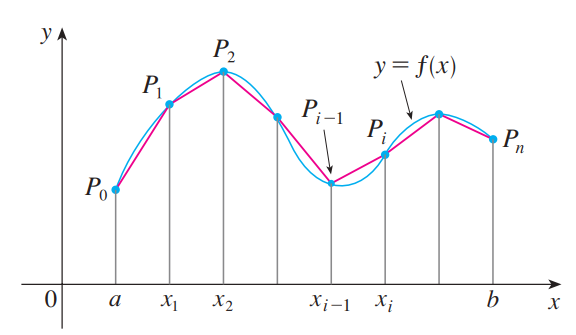 y
P₂
y = f(x)
P₁
Pᵢ₋₁
Pᵢ
Pₙ
P₀
0 a x₁ x₂ xᵢ₋₁ xᵢ b x